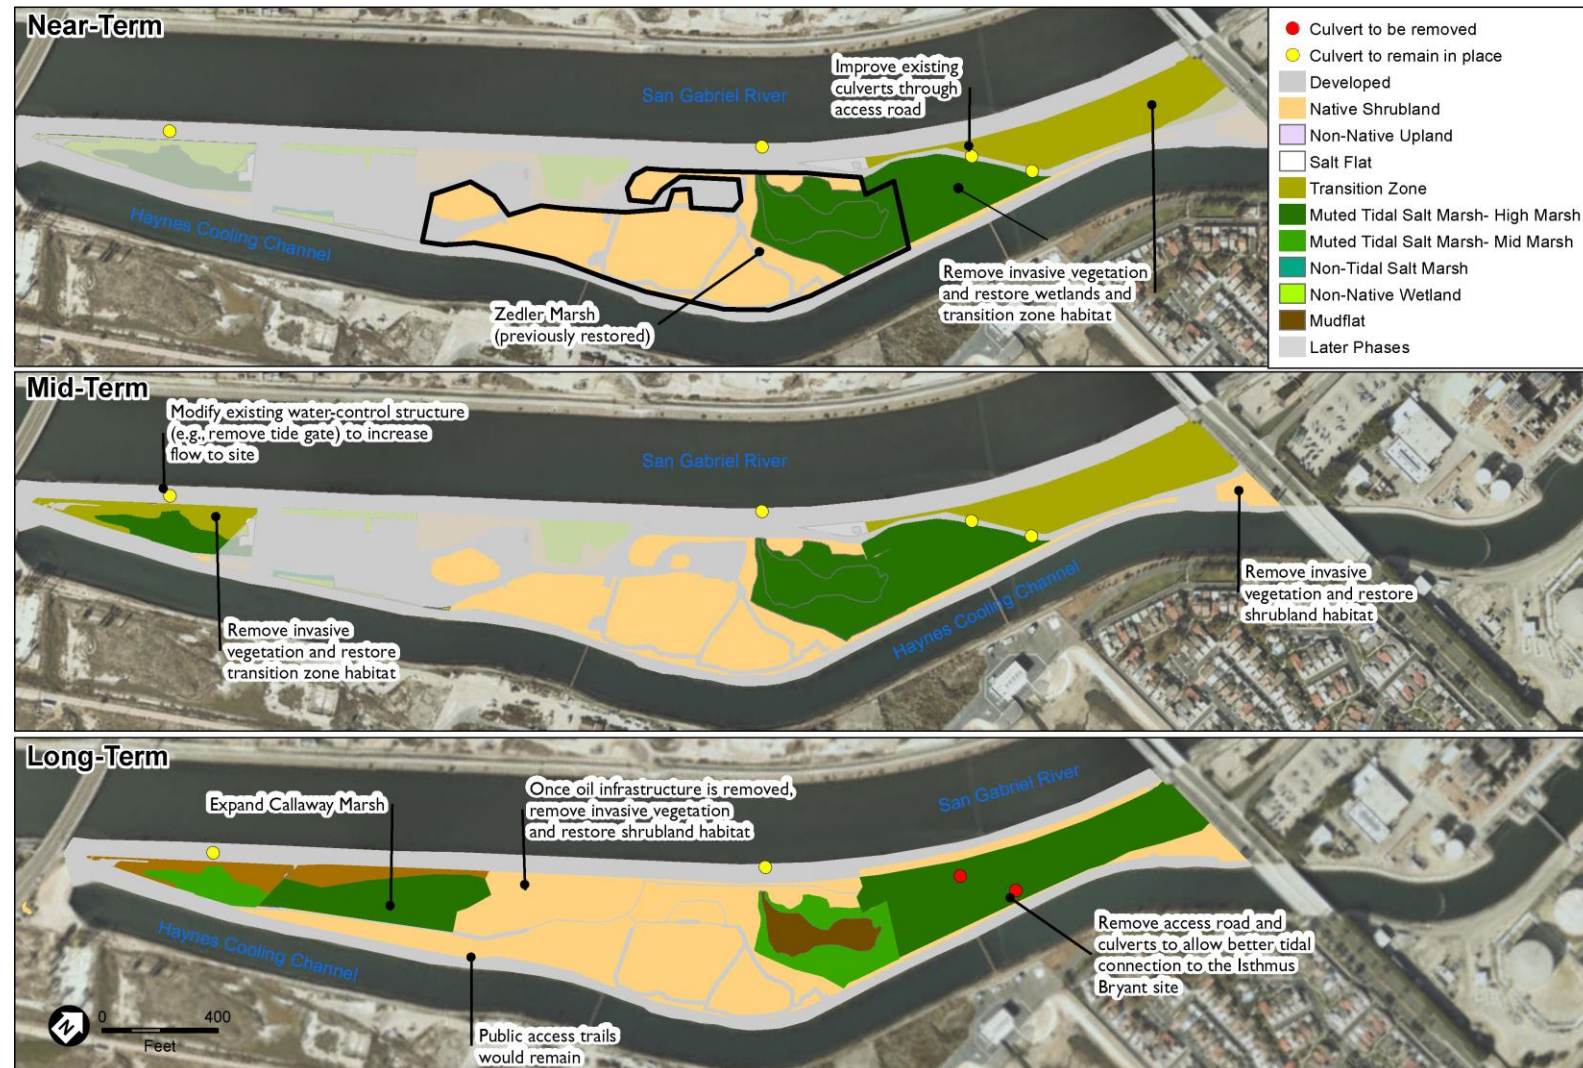 Near-Term
San Gabriel River
Improve existing
culverts through
access road
Haynes Cooling Channel
Zedler Marsh
(previously restored)
Remove invasive vegetation
and restore wetlands and
transition zone habitat
Culvert to be removed
Culvert to remain in place
Developed
Native Shrubland
Non-Native Upland
Salt Flat
Transition Zone
Muted Tidal Salt Marsh- High Marsh
Muted Tidal Salt Marsh- Mid Marsh
Non-Tidal Salt Marsh
Non-Native Wetland
Mudflat
Later Phases
Mid-Term
Modify existing water-control structure
(e.g., remove tide gate) to increase
flow to site
San Gabriel River
Remove invasive
vegetation and restore
transition zone habitat
Haynes Cooling Channel
Remove invasive
vegetation and restore
shrubland habitat
Long-Term
Expand Callaway Marsh
Once oil infrastructure is removed,
remove invasive vegetation
and restore shrubland habitat
San Gabriel River
Haynes Cooling Channel
Remove access road and
culverts to allow better tidal
connection to the Isthmus
Bryant site
Public access trails
would remain
N
0 400
Feet